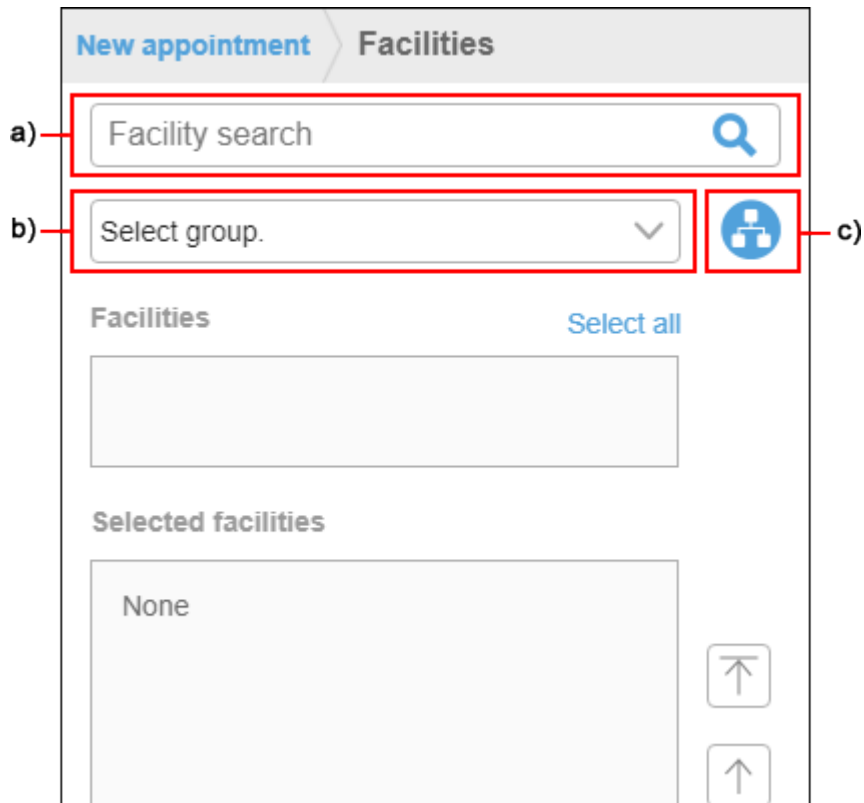 New appointment Facilities
a) Facility search
b) Select group. c)
Facilities Select all
Selected facilities
None